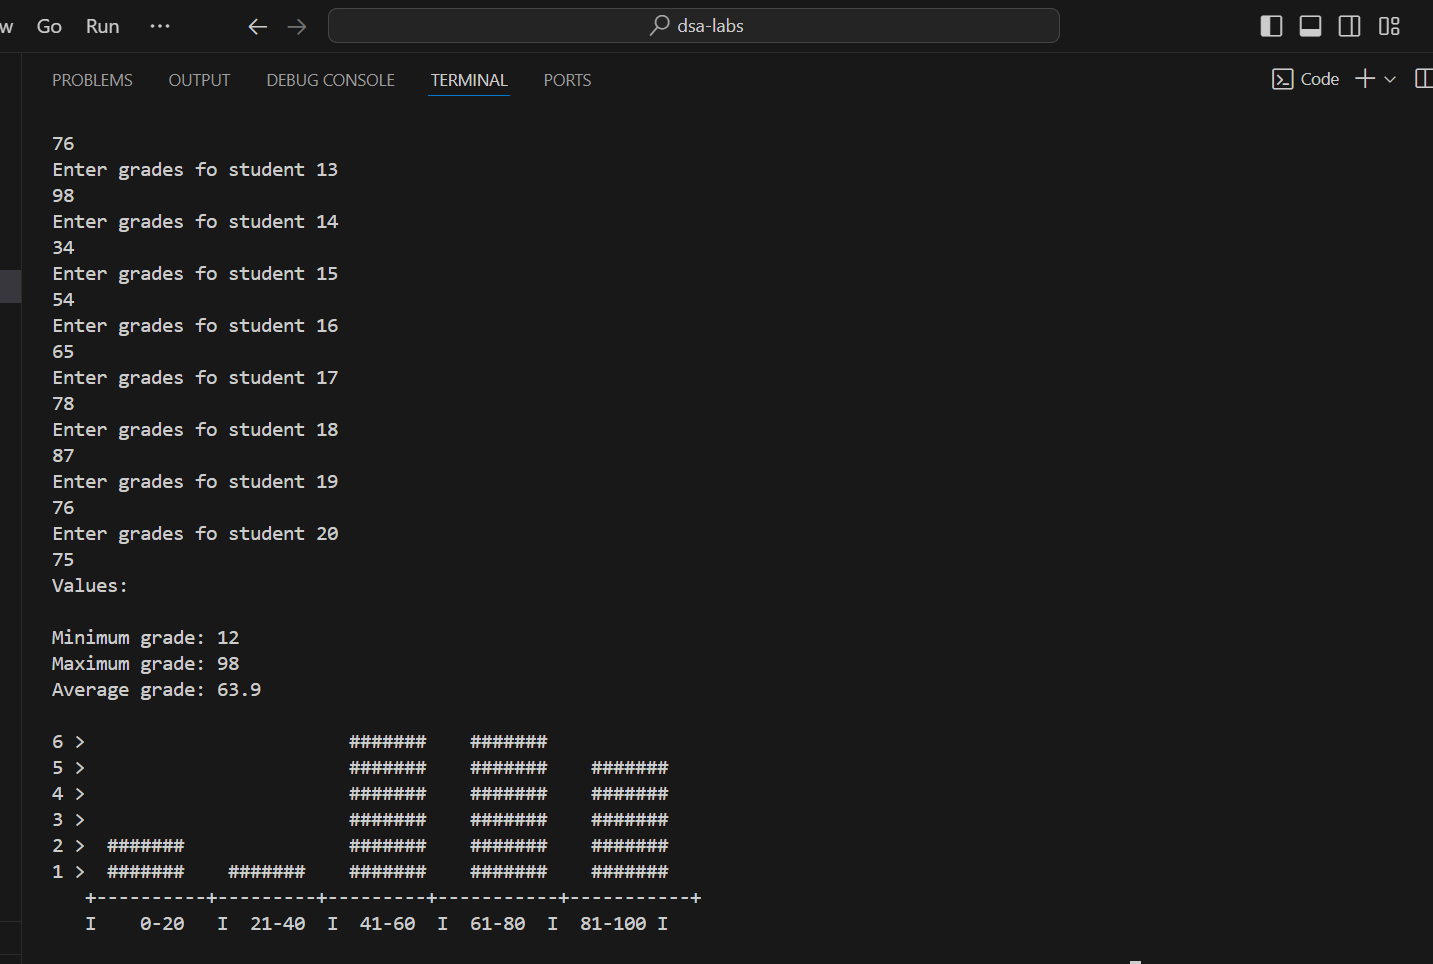 w Go Run ··· dsa-labs
PROBLEMS OUTPUT DEBUG CONSOLE TERMINAL PORTS Code
76
Enter grades fo student 13
98
Enter grades fo student 14
34
Enter grades fo student 15
54
Enter grades fo student 16
65
Enter grades fo student 17
78
Enter grades fo student 18
87
Enter grades fo student 19
76
Enter grades fo student 20
75
Values:
Minimum grade: 12
Maximum grade: 98
Average grade: 63.9
6 >                        #######    #######
5 >                        #######    #######    #######
4 >                        #######    #######    #######
3 >                        #######    #######    #######
2 >  #######               #######    #######    #######
1 >  #######    #######    #######    #######    #######
   +----------+---------+---------+-----------+-----------+
   I    0-20   I  21-40  I  41-60  I  61-80  I  81-100 I